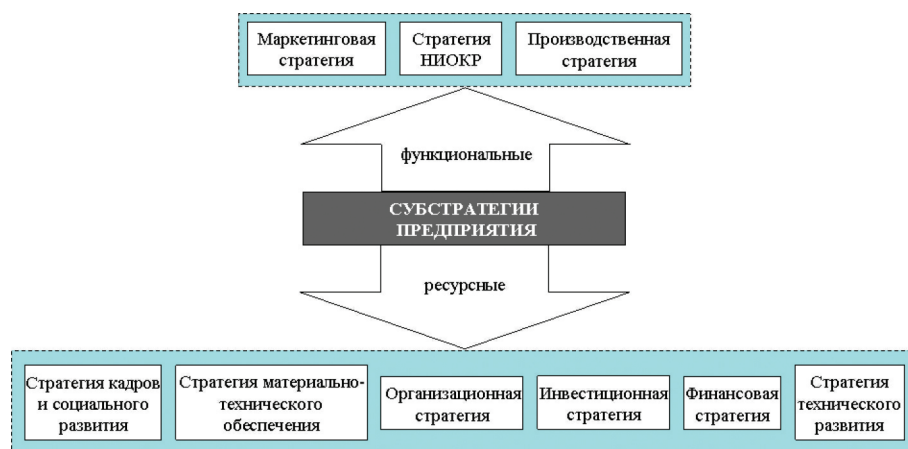 Маркетинговая
стратегия
Стратегия
НИОКР
Производственная
стратегия
функциональные
СУБСТРАТЕГИИ
ПРЕДПРИЯТИЯ
ресурсные
Стратегия кадров
и социального
развития
Стратегия материально-
технического
обеспечения
Организационная
стратегия
Инвестиционная
стратегия
Финансовая
стратегия
Стратегия
технического
развития